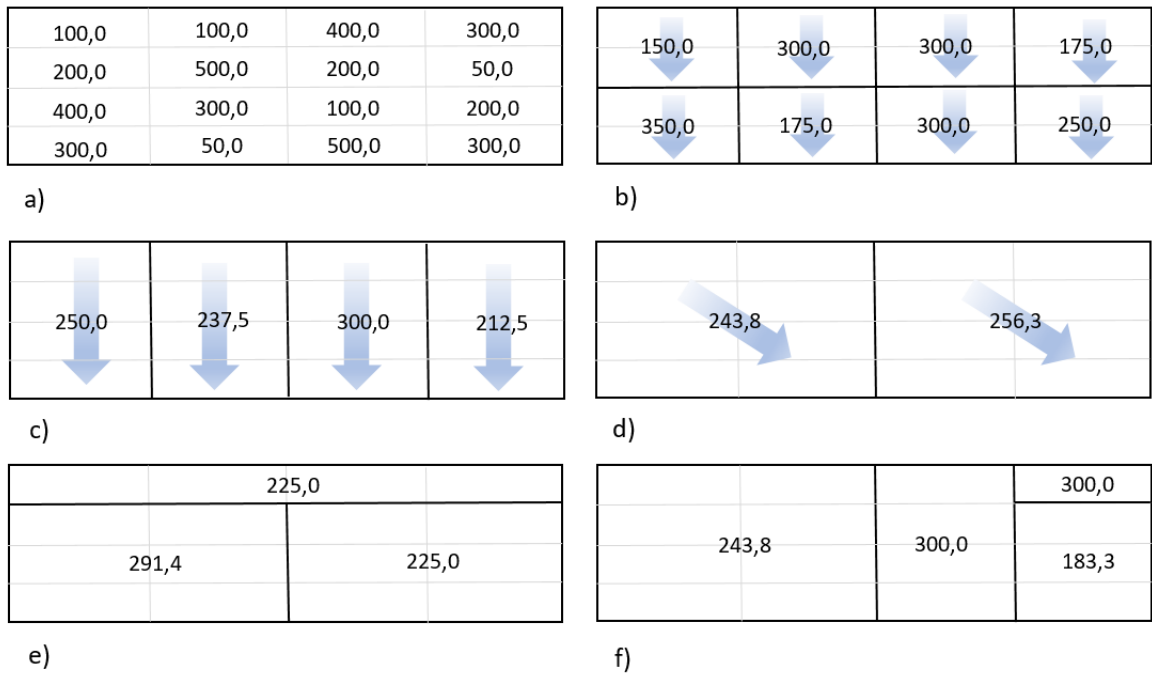 100,0 100,0 400,0 300,0
200,0 500,0 200,0 50,0
400,0 300,0 100,0 200,0
300,0 50,0 500,0 300,0
a)
150,0 300,0 300,0 175,0
350,0 175,0 300,0 250,0
b)
250,0 237,5 300,0 212,5
c)
243,8 256,3
d)
225,0
291,4 225,0
e)
300,0
243,8 300,0
183,3
f)